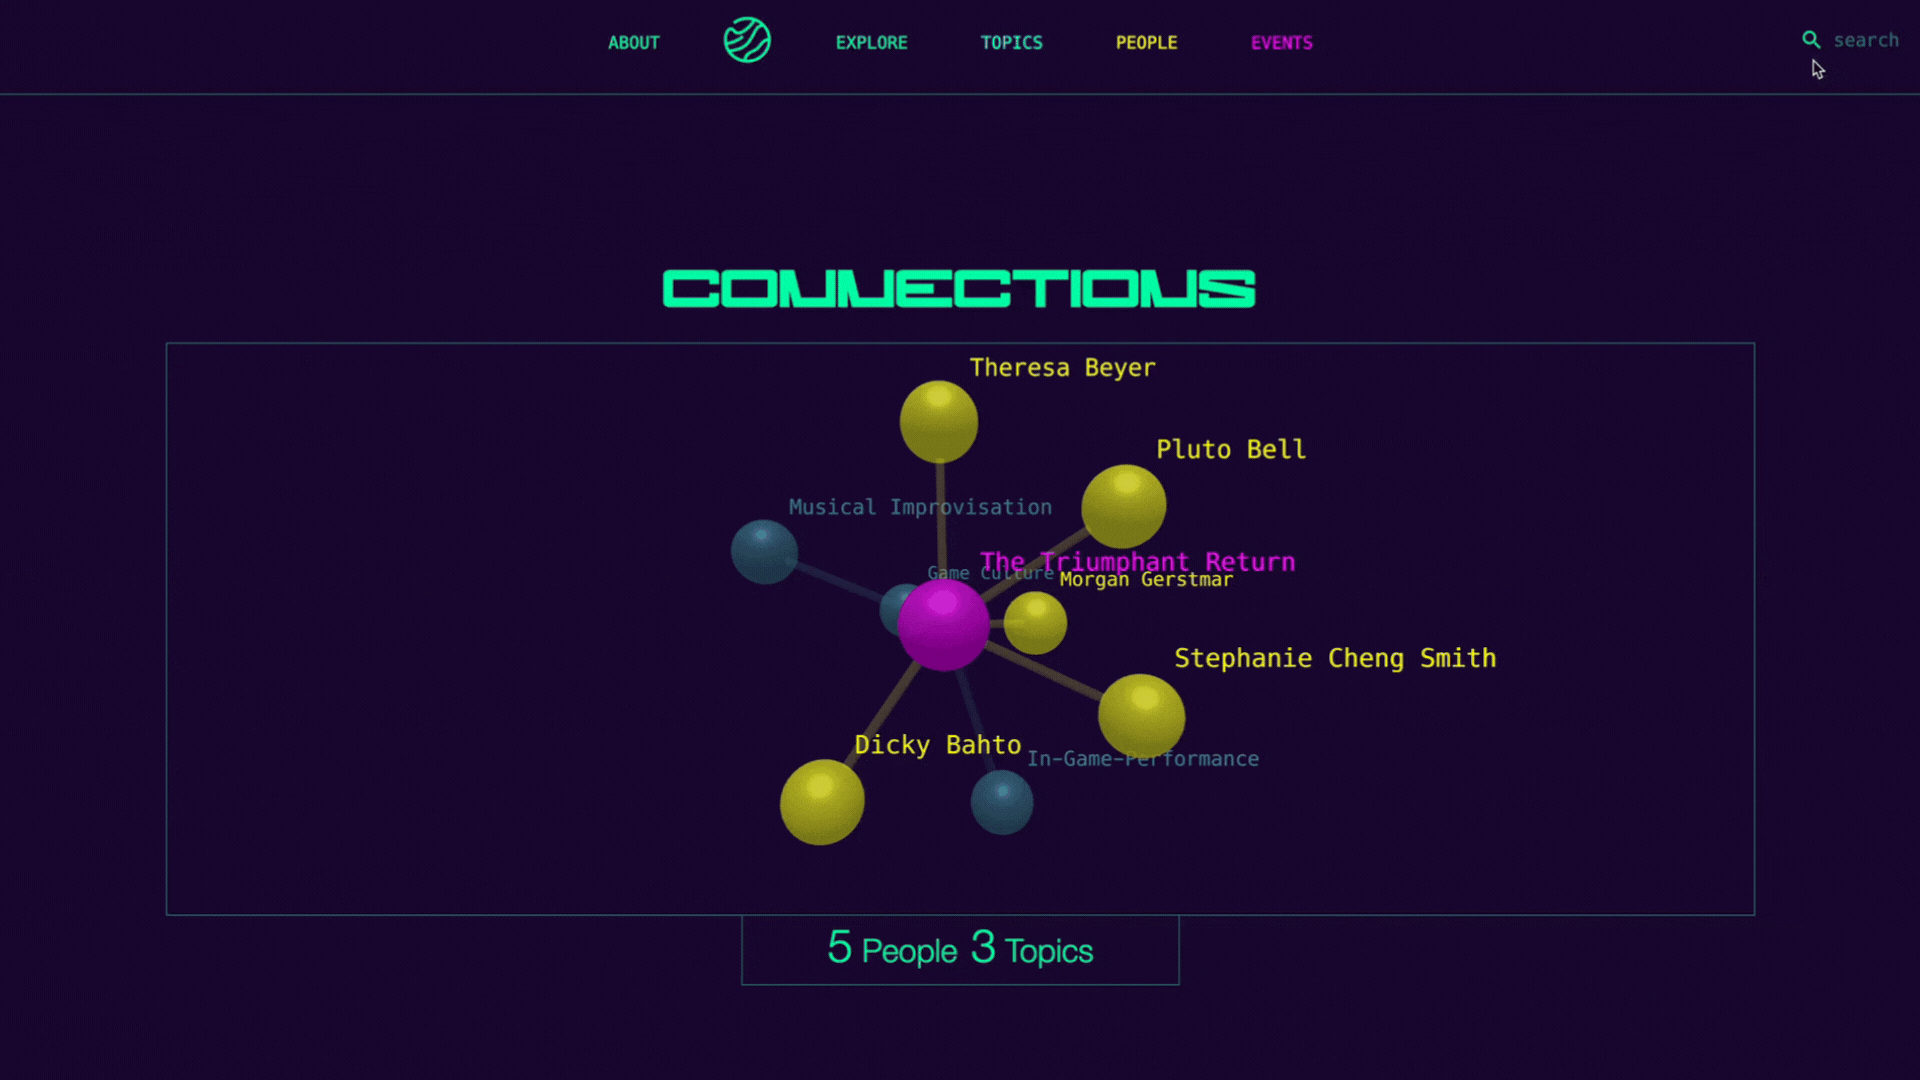 ABOUT
EXPLORE
TOPICS
PEOPLE
EVENTS
search
CONNECTIONS
Theresa Beyer
Pluto Bell
Musical Improvisation
The Triumphant Return
Game Culture
Morgan Gerstmar
Stephanie Cheng Smith
Dicky Bahto
In-Game-Performance
5 People 3 Topics